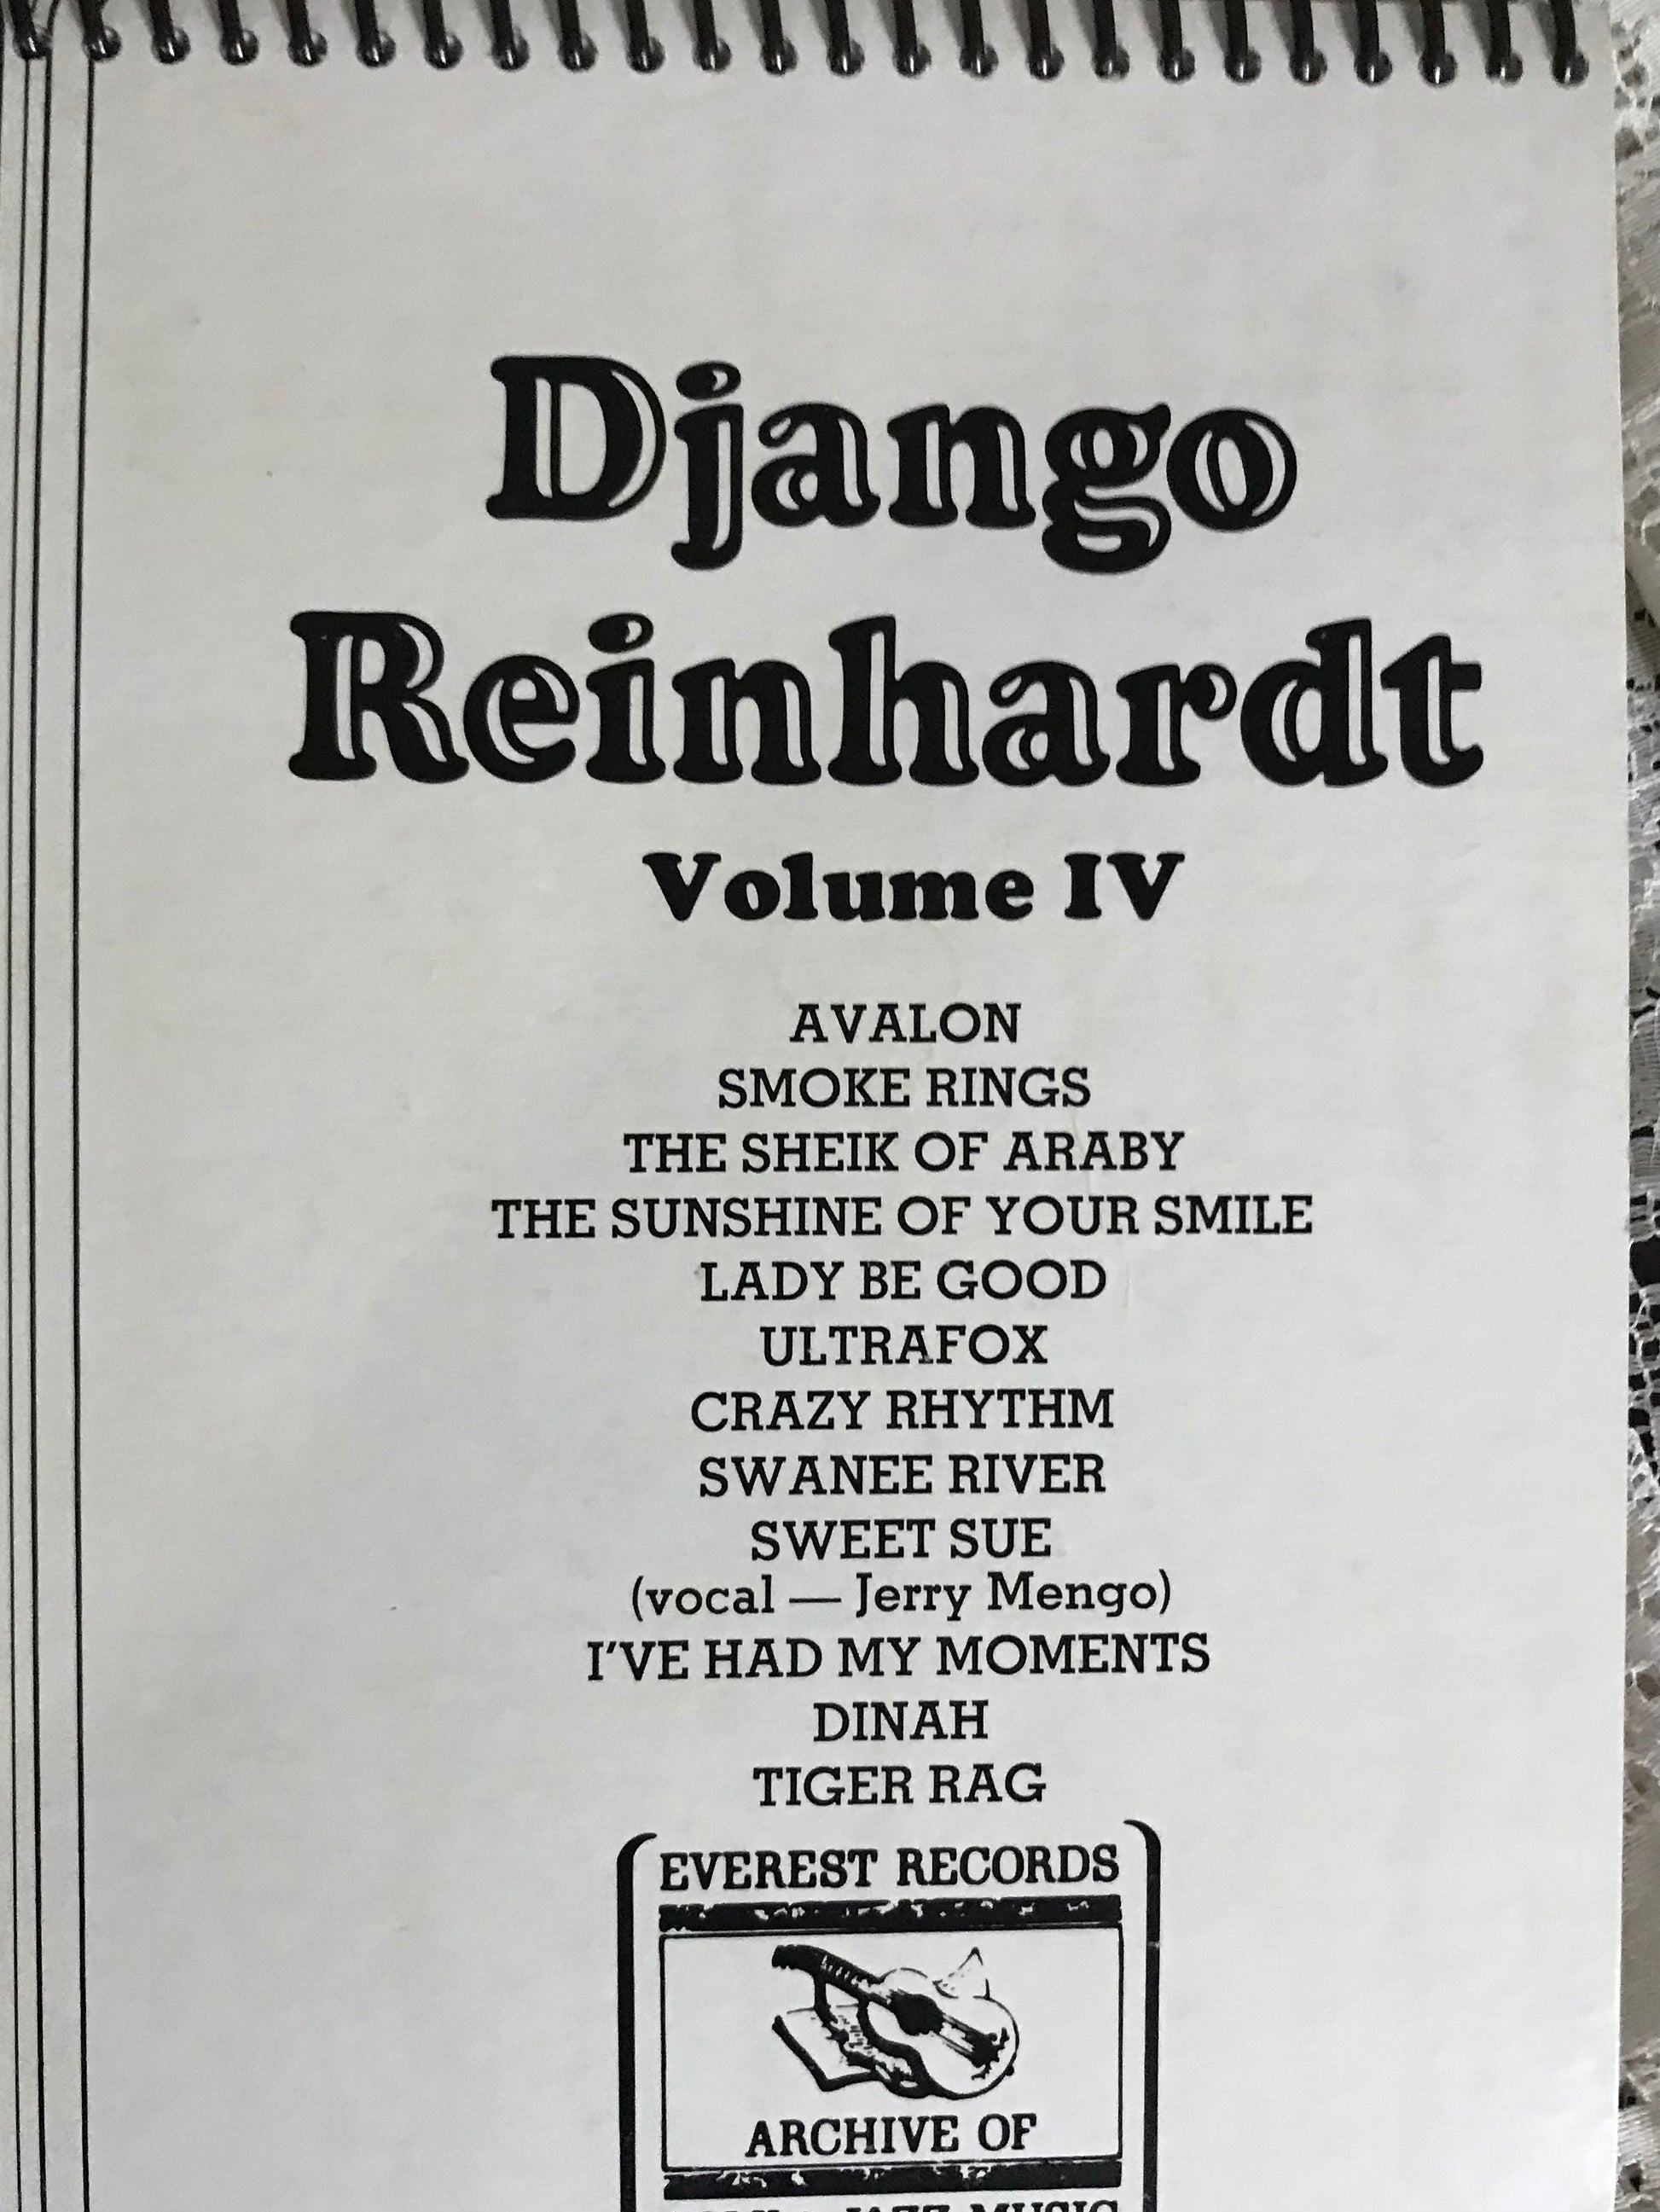 Django
Reinhardt
Volume IV
AVALON
SMOKE RINGS
THE SHEIK OF ARABY
THE SUNSHINE OF YOUR SMILE
LADY BE GOOD
ULTRAFOX
CRAZY RHYTHM
SWANEE RIVER
SWEET SUE
(vocal — Jerry Mengo)
I'VE HAD MY MOMENTS
DINAH
TIGER RAG
EVEREST RECORDS
ARCHIVE OF
JAZZ MUSIC